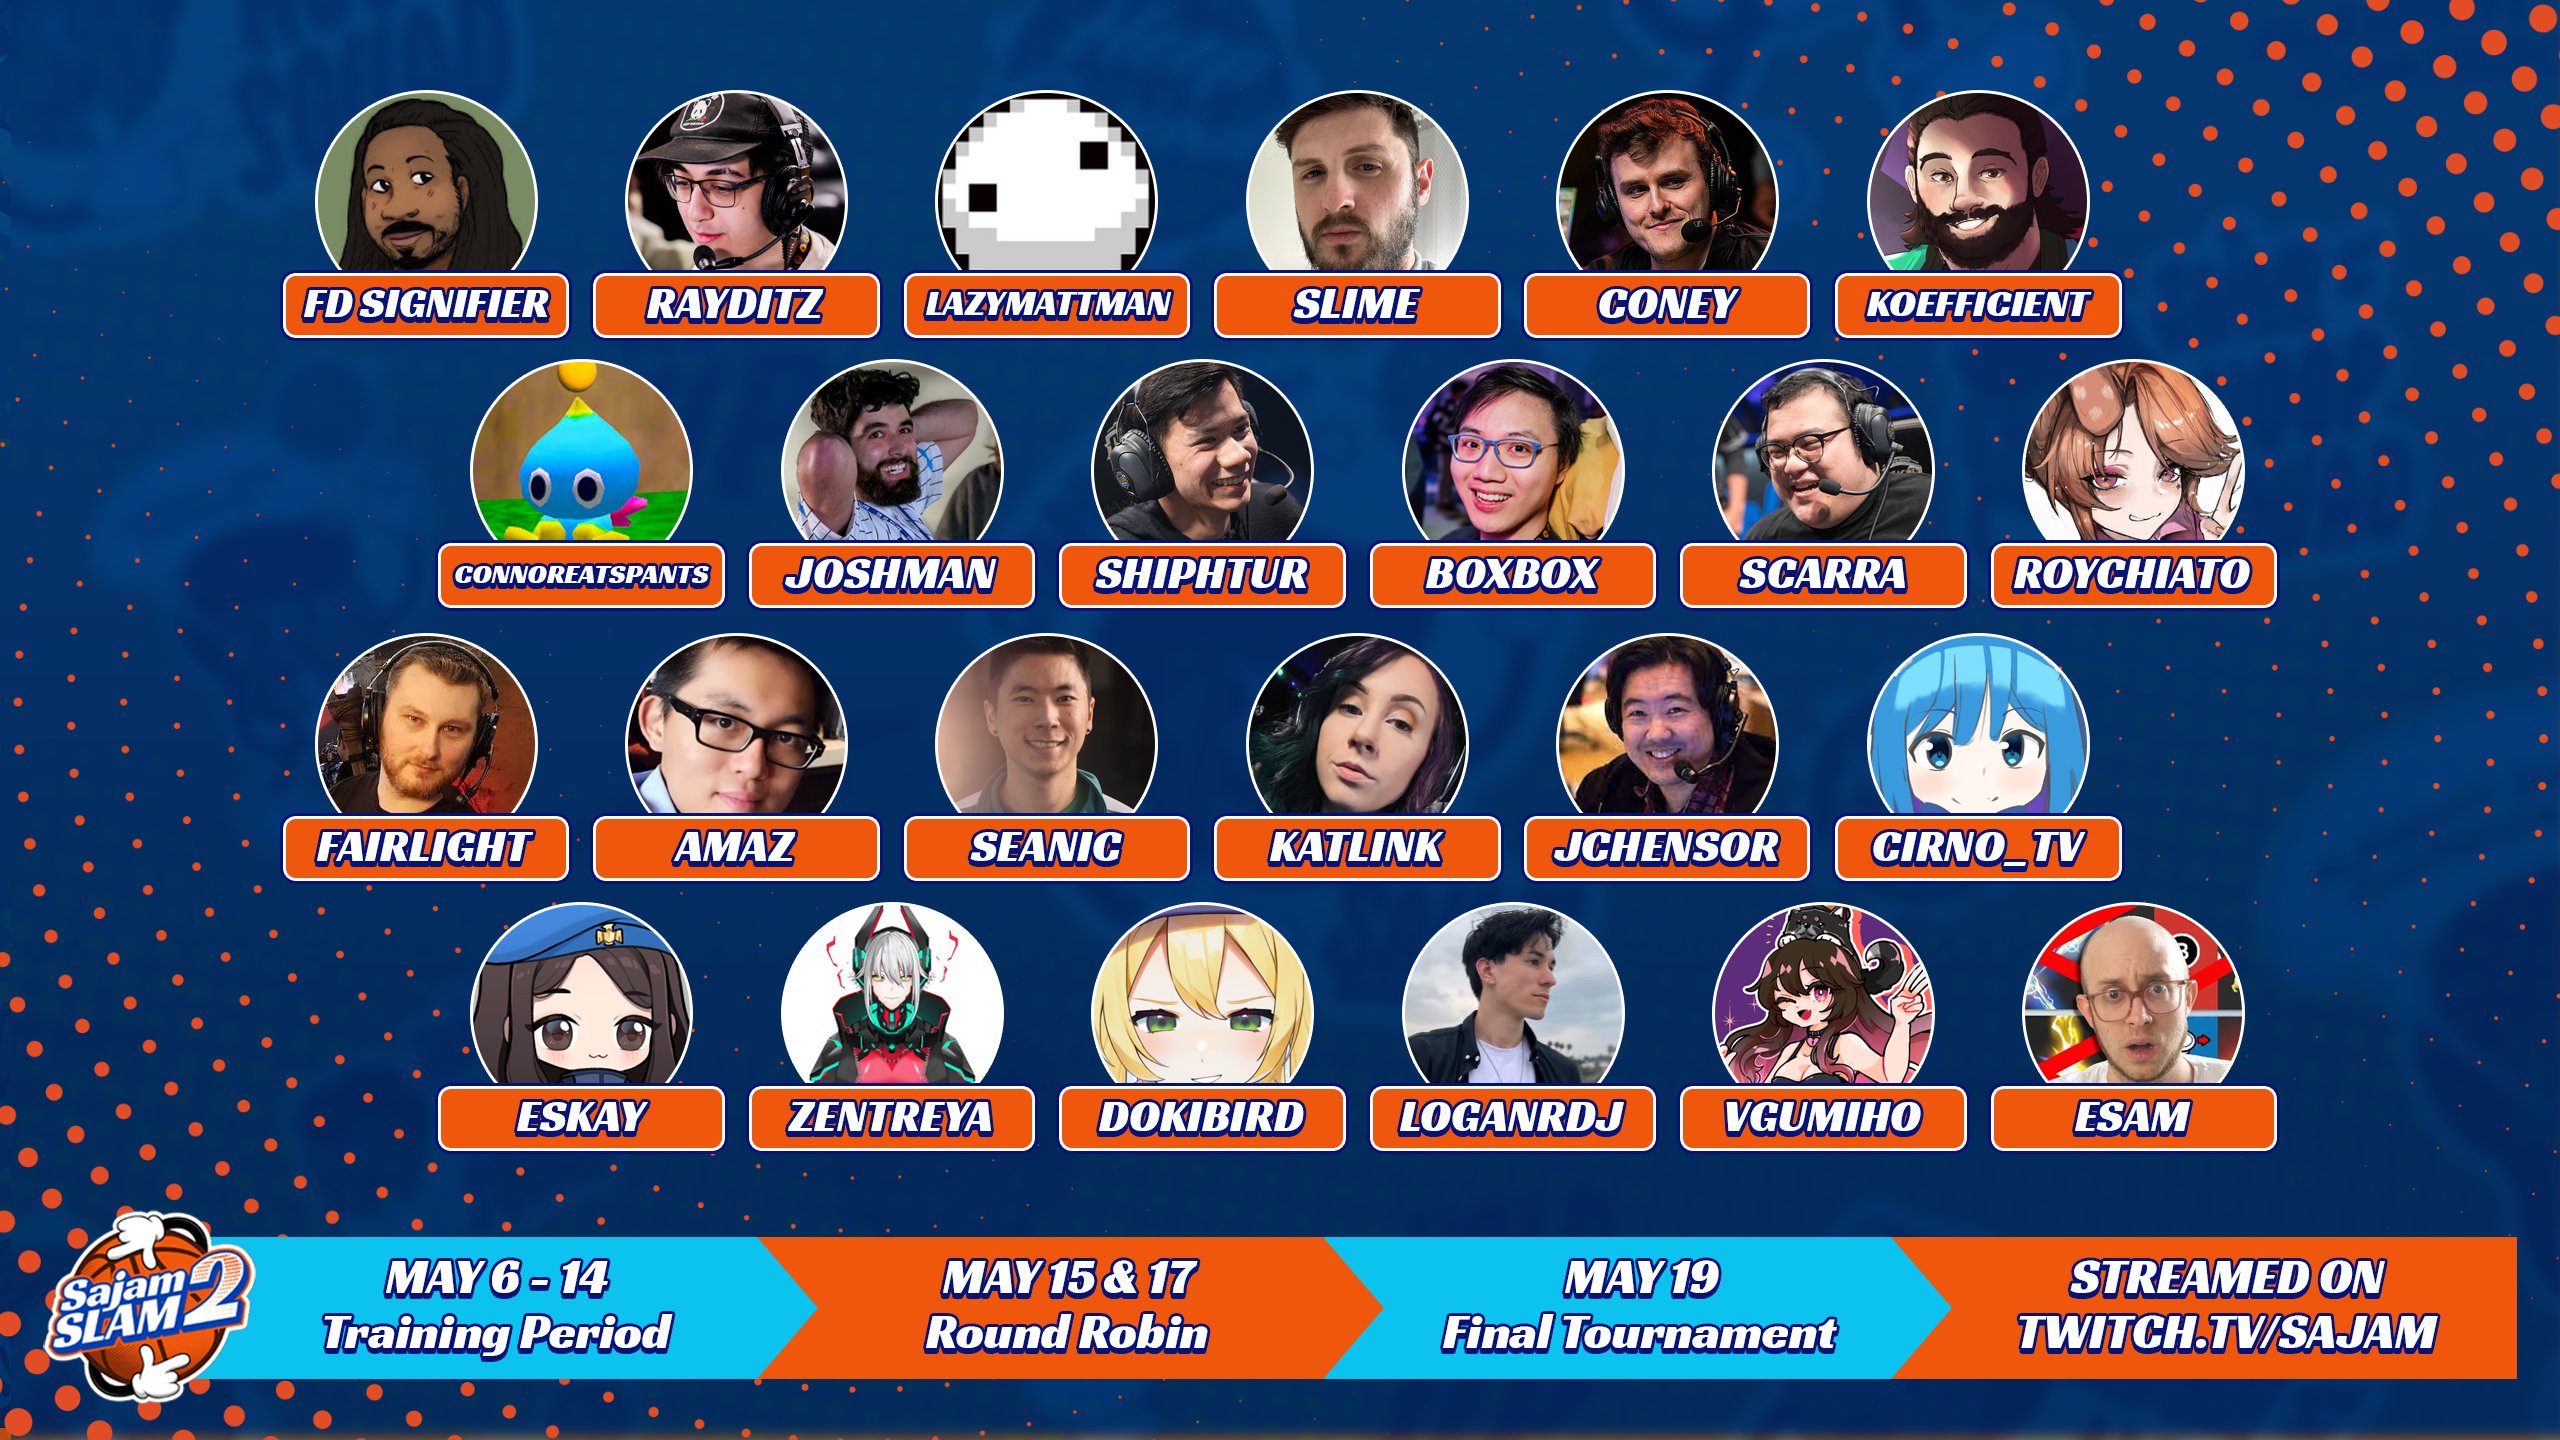 FD SIGNIFIER
RAYDITZ
LAZYMATTMAN
SLIME
CONEY
KOEFFICIENT
CONNOREATSPANTS
JOSHMAN
SHIPHTUR
BOXBOX
SCARRA
ROYCHIATO
FAIRLIGHT
AMAZ
SEANIC
KATLINK
JCHENSOR
CIRNO_TV
ESKAY
ZENTREYA
DOKIBIRD
LOGANRDJ
VGUMIHO
ESAM
Sajam
SLAM 2
MAY 6 - 14
Training Period
MAY 15 & 17
Round Robin
MAY 19
Final Tournament
STREAMED ON
TWITCH.TV/SAJAM